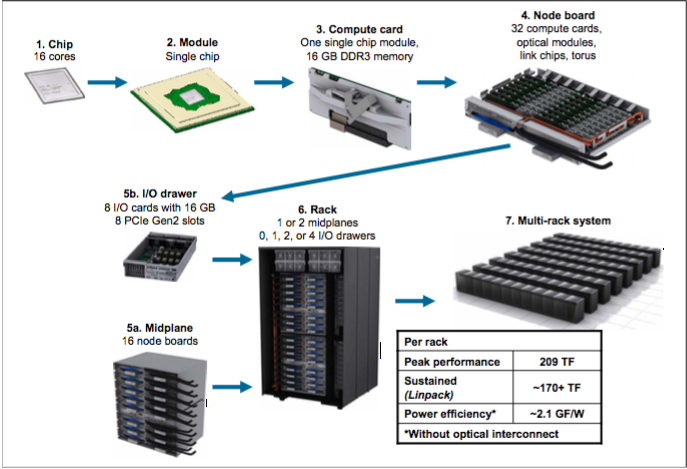 1. Chip
16 cores
2. Module
Single chip
3. Compute card
One single chip module,
16 GB DDR3 memory
4. Node board
32 compute cards,
optical modules,
link chips, torus
5b. I/O drawer
8 I/O cards with 16 GB
8 PCIe Gen2 slots
6. Rack
1 or 2 midplanes
0, 1, 2, or 4 I/O drawers
7. Multi-rack system
5a. Midplane
16 node boards
Per rack
Peak performance 209 TF
Sustained
(Linpack) ~170+ TF
Power efficiency* ~2.1 GF/W
*Without optical interconnect